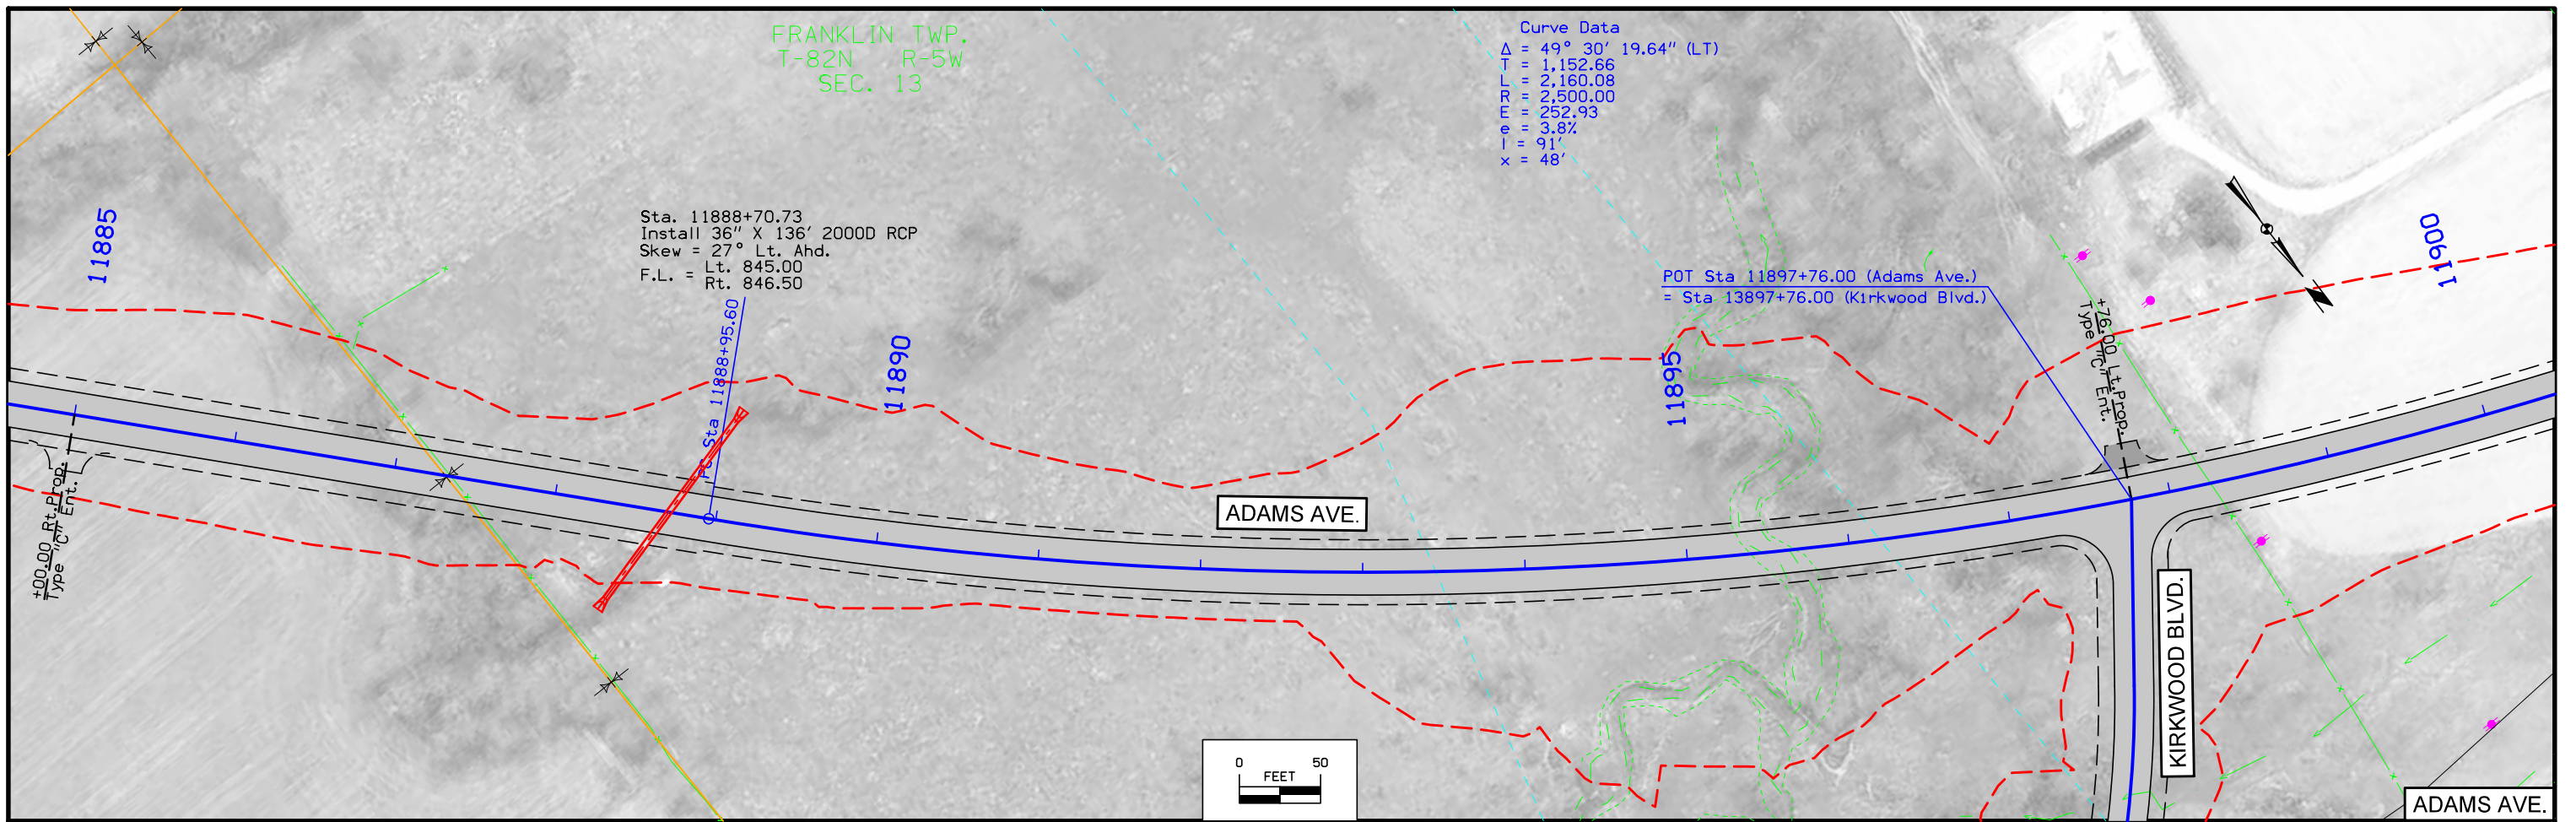 FRANKLIN TWP.
T-82N R-5W
SEC. 13
Curve Data
Δ = 49° 30' 19.64" (LT)
T = 1,152.66
L = 2,160.08
R = 2,500.00
E = 252.93
e = 3.8%
l = 91'
x = 48'
11885
Sta. 11888+70.73
Install 36" X 136' 2000D RCP
Skew = 27° Lt. Ahd.
F.L. = Lt. 845.00
Rt. 846.50
PC Sta 11888+95.60
11890
11895
POT Sta 11897+76.00 (Adams Ave.)
= Sta 13897+76.00 (Kirkwood Blvd.)
+76.00 Lt.Prop.
Type "C" Ent.
11900
+00.00 Rt.Prop.
Type "C" Ent.
ADAMS AVE.
KIRKWOOD BLVD.
0 50
FEET
ADAMS AVE.